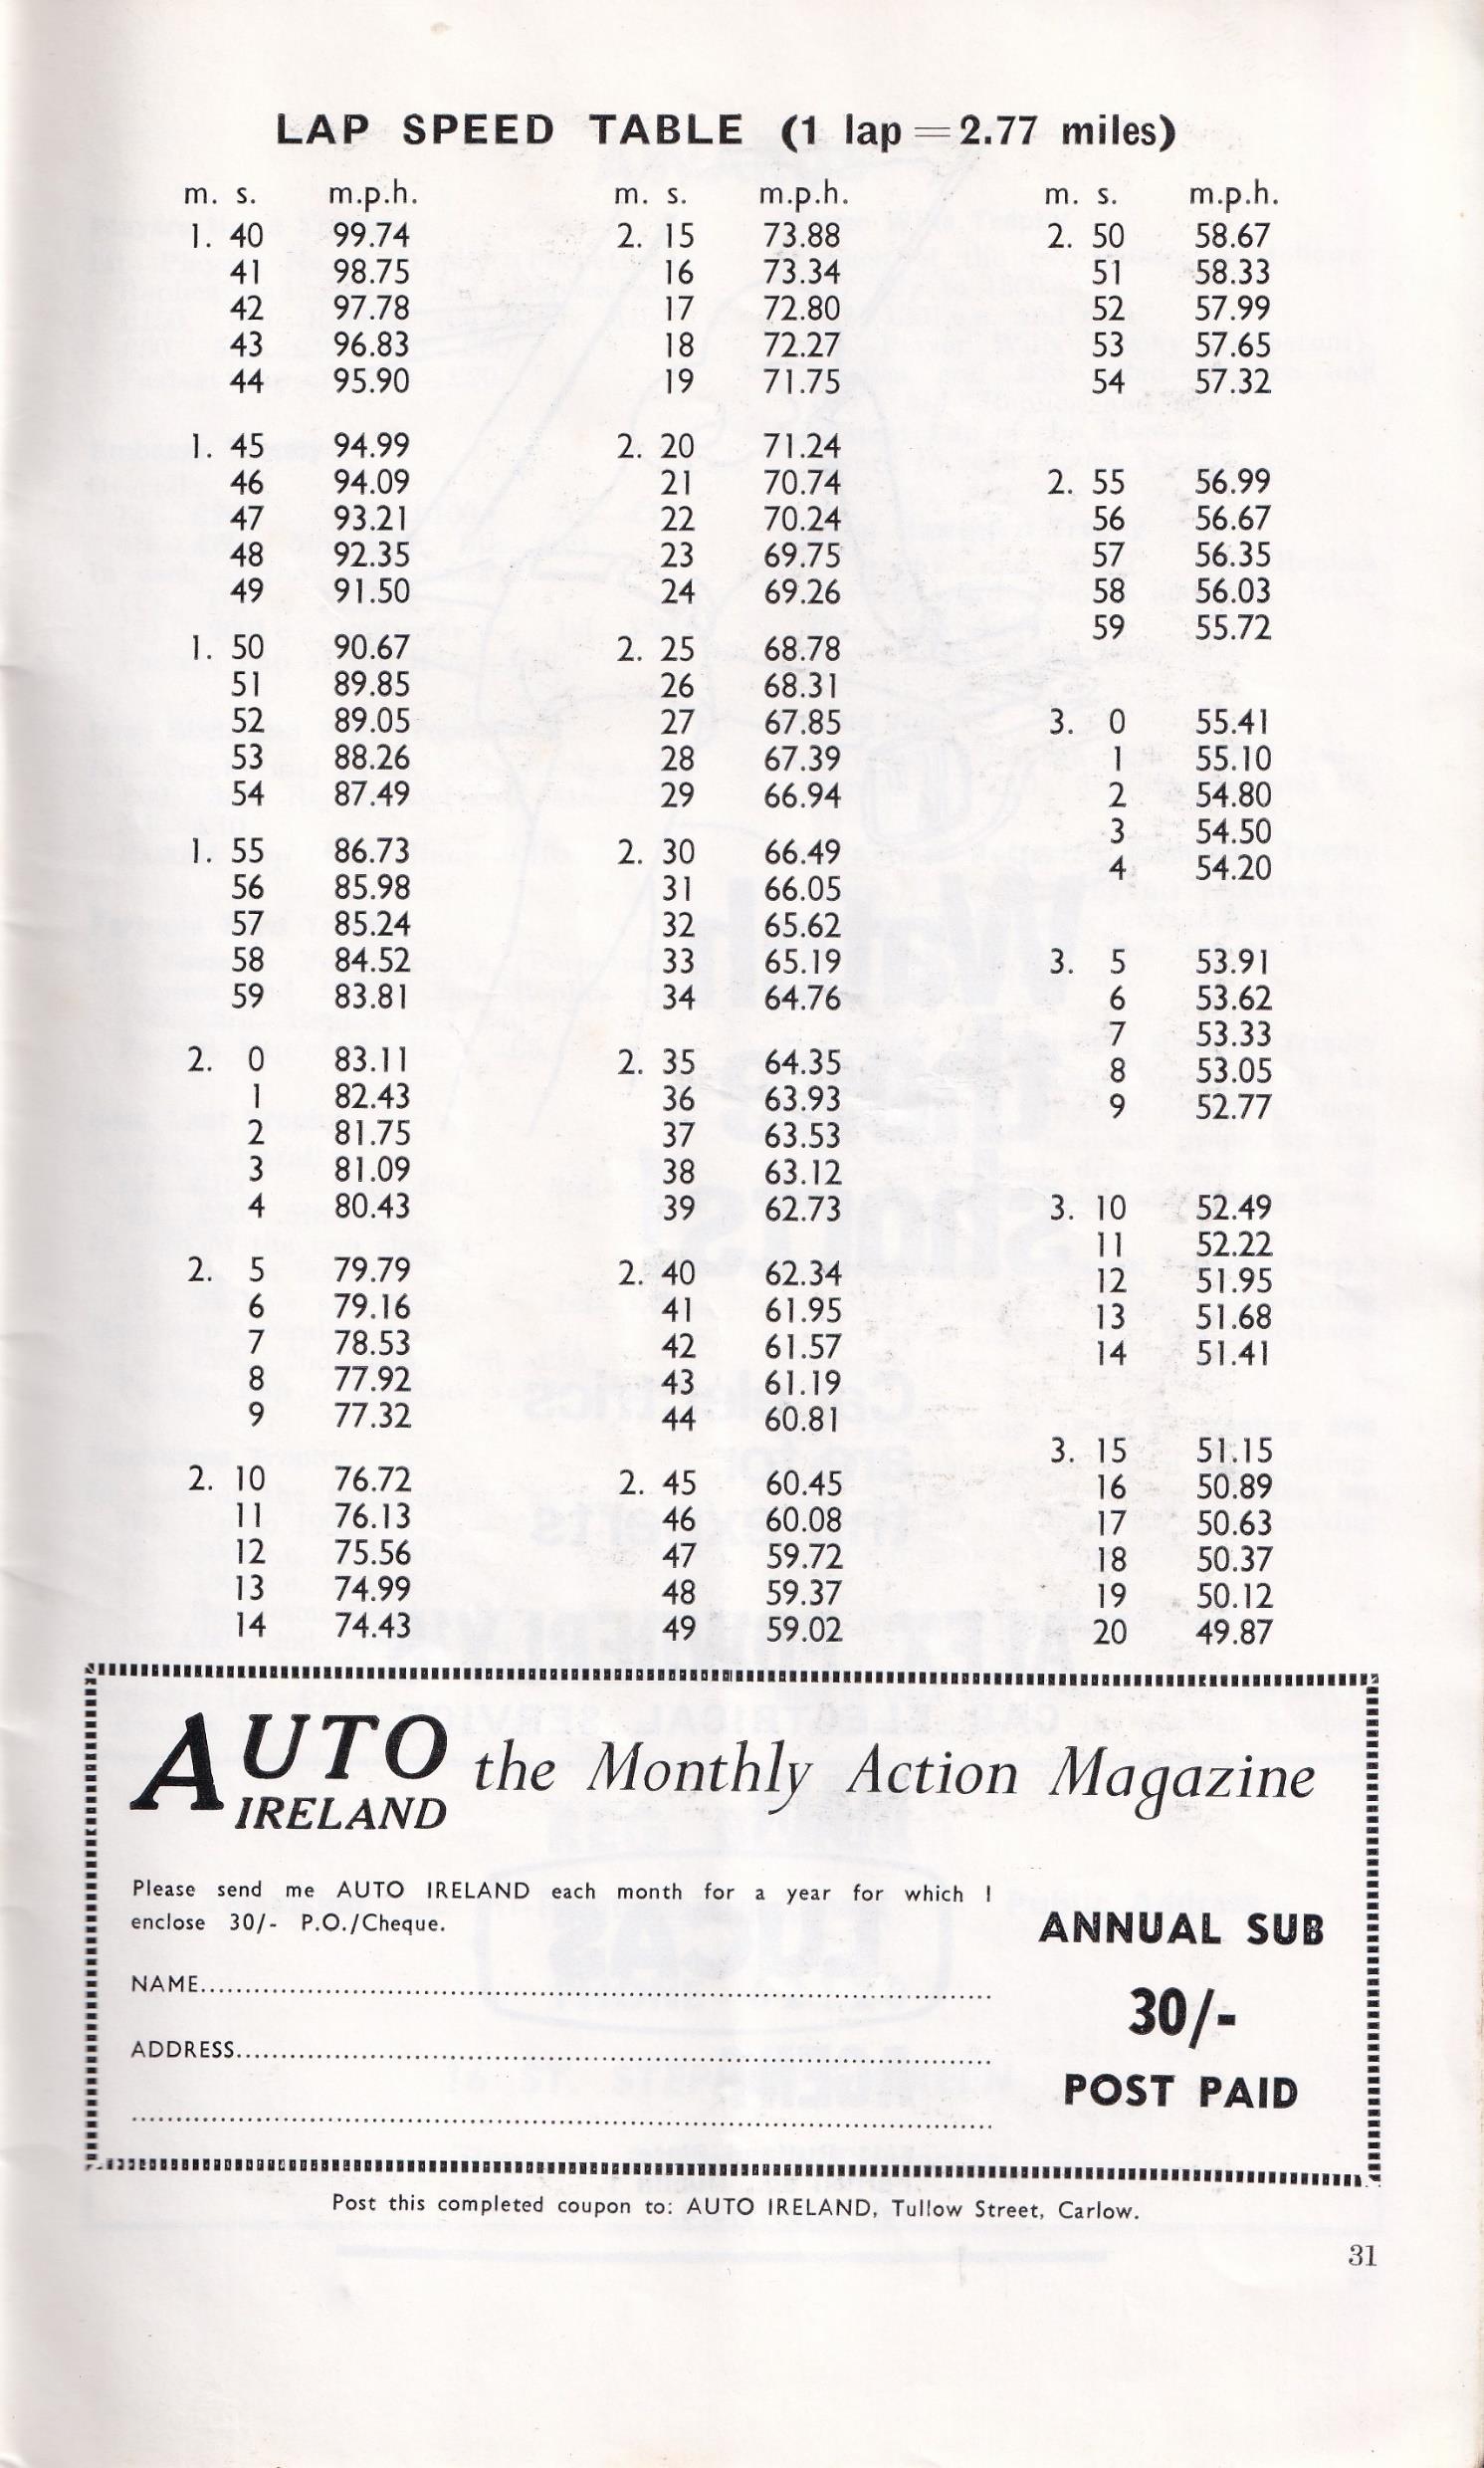 LAP SPEED TABLE (1 lap = 2.77 miles)
m. s. m.p.h.
1. 40 99.74
41 98.75
42 97.78
43 96.83
44 95.90
1. 45 94.99
46 94.09
47 93.21
48 92.35
49 91.50
1. 50 90.67
51 89.85
52 89.05
53 88.26
54 87.49
1. 55 86.73
56 85.98
57 85.24
58 84.52
59 83.81
2. 0 83.11
1 82.43
2 81.75
3 81.09
4 80.43
2. 5 79.79
6 79.16
7 78.53
8 77.92
9 77.32
2. 10 76.72
11 76.13
12 75.56
13 74.99
14 74.43
m. s. m.p.h.
2. 15 73.88
16 73.34
17 72.80
18 72.27
19 71.75
2. 20 71.24
21 70.74
22 70.24
23 69.75
24 69.26
2. 25 68.78
26 68.31
27 67.85
28 67.39
29 66.94
2. 30 66.49
31 66.05
32 65.62
33 65.19
34 64.76
2. 35 64.35
36 63.93
37 63.53
38 63.12
39 62.73
2. 40 62.34
41 61.95
42 61.57
43 61.19
44 60.81
2. 45 60.45
46 60.08
47 59.72
48 59.37
49 59.02
m. s. m.p.h.
2. 50 58.67
51 58.33
52 57.99
53 57.65
54 57.32
2. 55 56.99
56 56.67
57 56.35
58 56.03
59 55.72
3. 0 55.41
1 55.10
2 54.80
3 54.50
4 54.20
3. 5 53.91
6 53.62
7 53.33
8 53.05
9 52.77
3. 10 52.49
11 52.22
12 51.95
13 51.68
14 51.41
3. 15 51.15
16 50.89
17 50.63
18 50.37
19 50.12
20 49.87
AUTO IRELAND the Monthly Action Magazine
Please send me AUTO IRELAND each month for a year for which I
enclose 30/- P.O./Cheque.
NAME
ADDRESS
ANNUAL SUB
30/-
POST PAID
Post this completed coupon to: AUTO IRELAND, Tullow Street, Carlow.
31